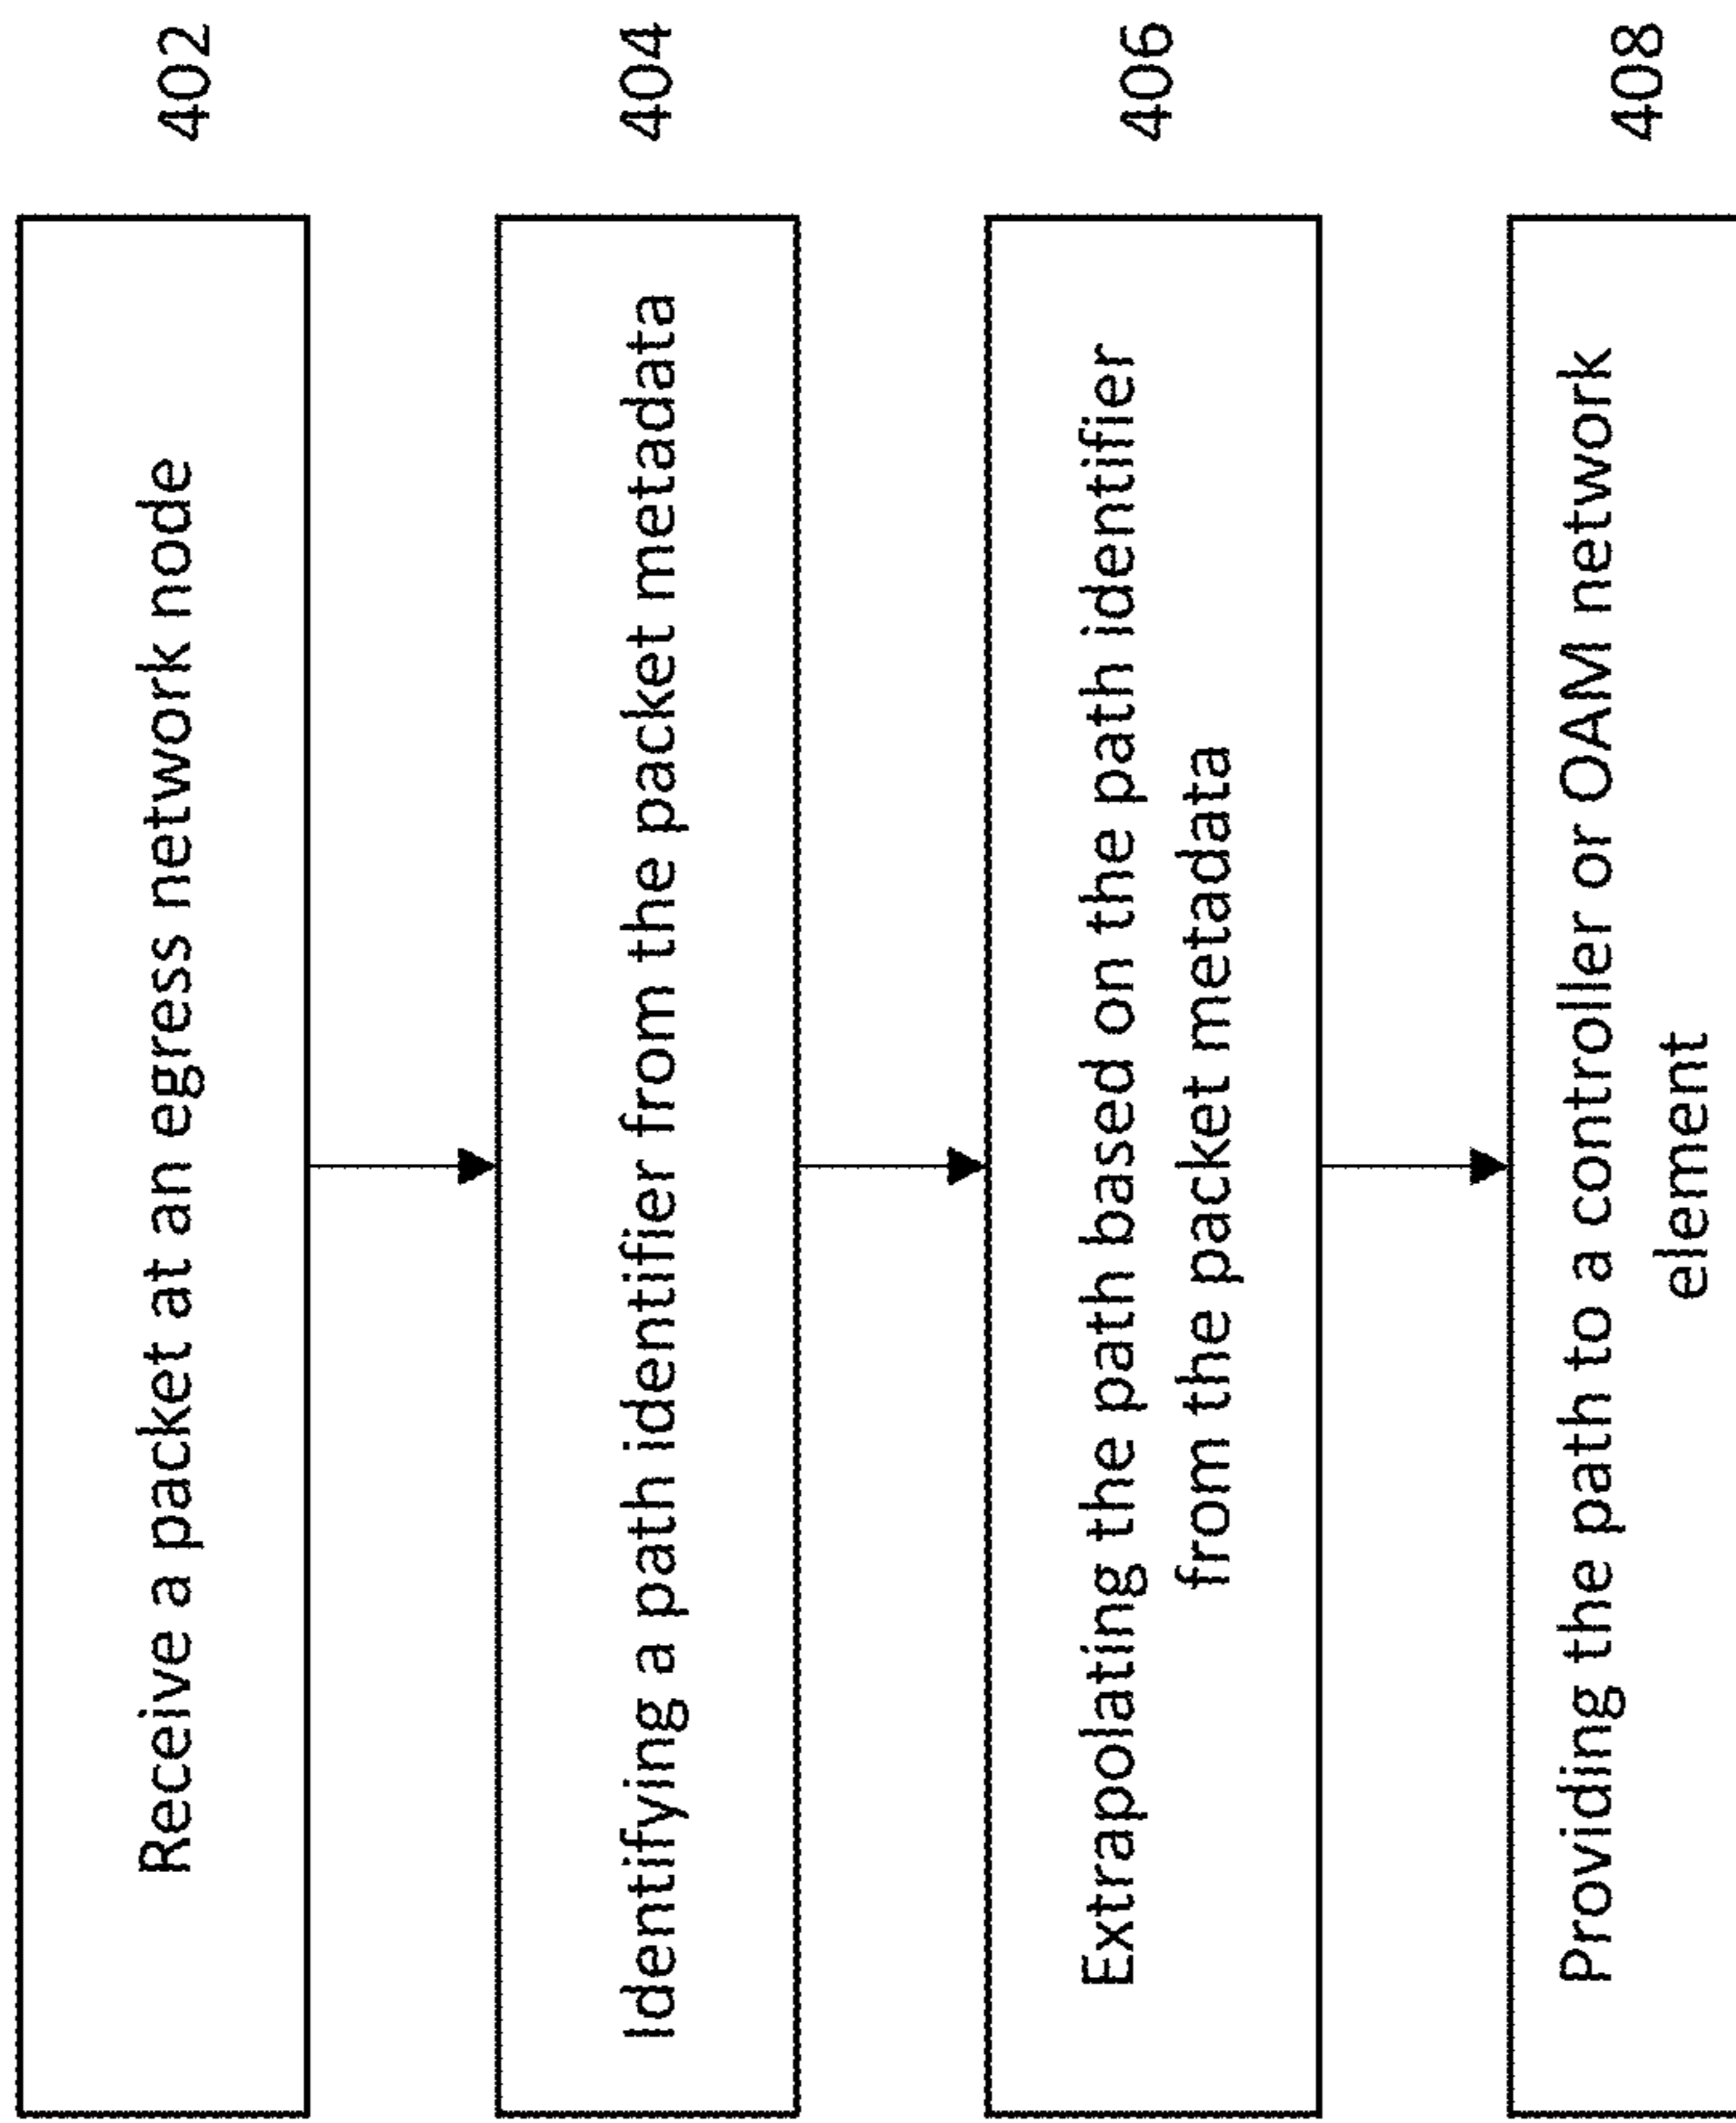 Receive a packet at an egress network node
402
Identifying a path identifier from the packet metadata
404
Extrapolating the path based on the path identifier
from the packet metadata
406
Providing the path to a controller or OAM network
element
408